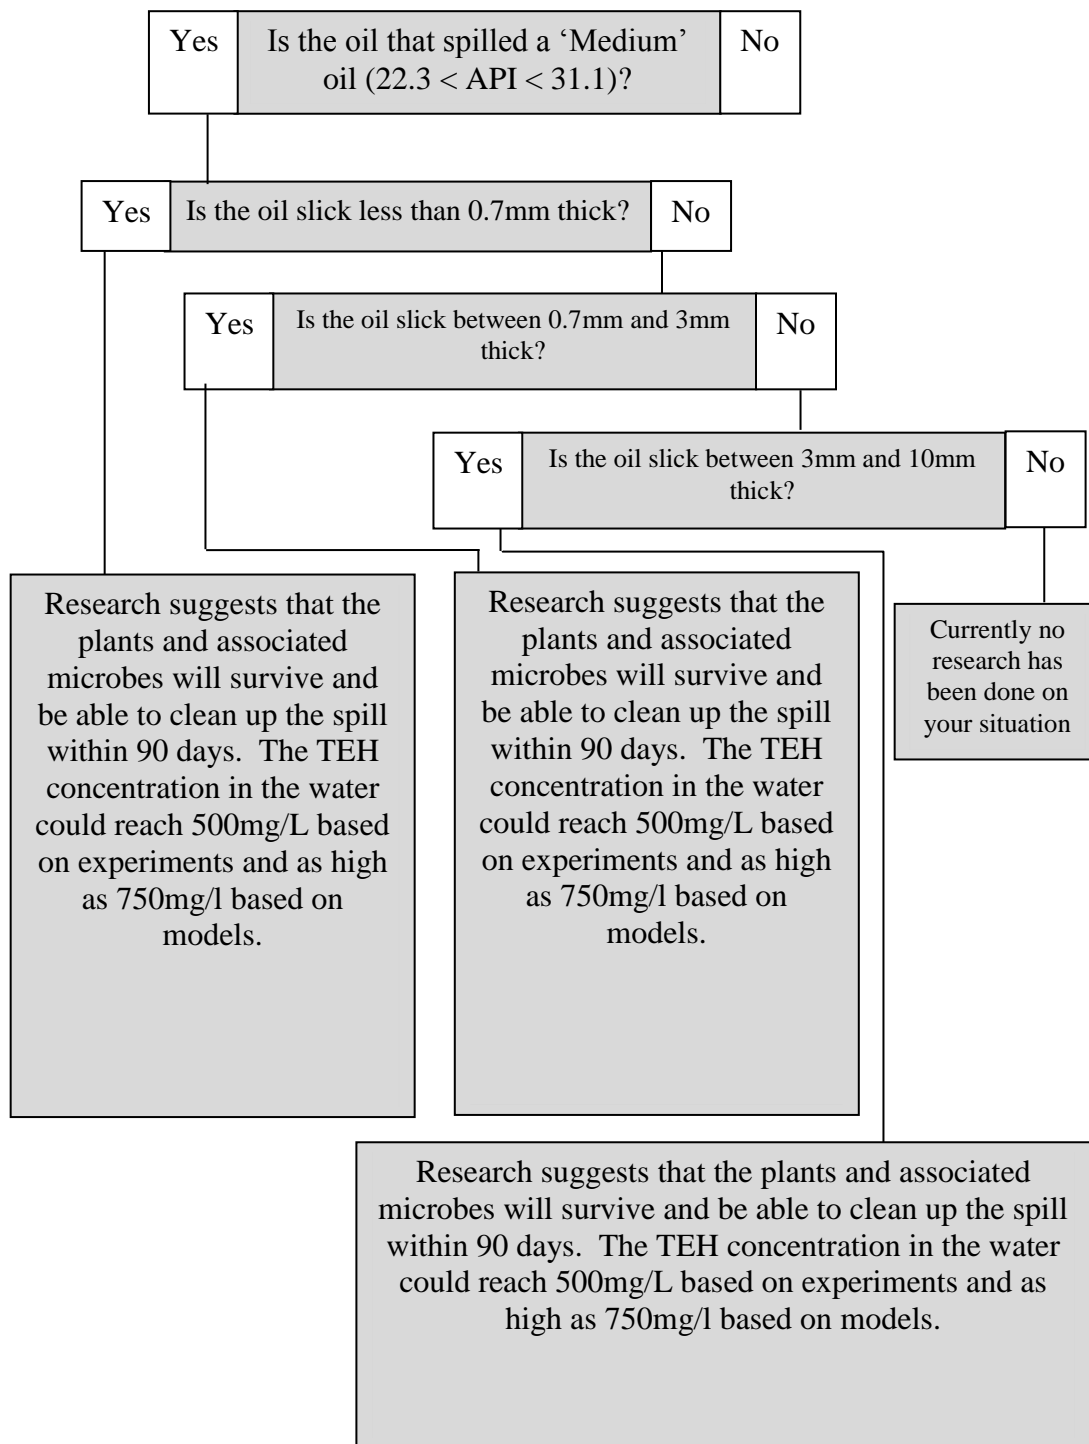 Yes
Is the oil that spilled a ‘Medium’
oil (22.3 < API < 31.1)?
No
Yes
Is the oil slick less than 0.7mm thick?
No
Yes
Is the oil slick between 0.7mm and 3mm
thick?
No
Yes
Is the oil slick between 3mm and 10mm
thick?
No
Research suggests that the
plants and associated
microbes will survive and
be able to clean up the spill
within 90 days.  The TEH
concentration in the water
could reach 500mg/L based
on experiments and as high
as 750mg/l based on
models.
Research suggests that the
plants and associated
microbes will survive and
be able to clean up the spill
within 90 days.  The TEH
concentration in the water
could reach 500mg/L based
on experiments and as high
as 750mg/l based on
models.
Currently no
research has
been done on
your situation
Research suggests that the plants and associated
microbes will survive and be able to clean up the spill
within 90 days.  The TEH concentration in the water
could reach 500mg/L based on experiments and as
high as 750mg/l based on models.